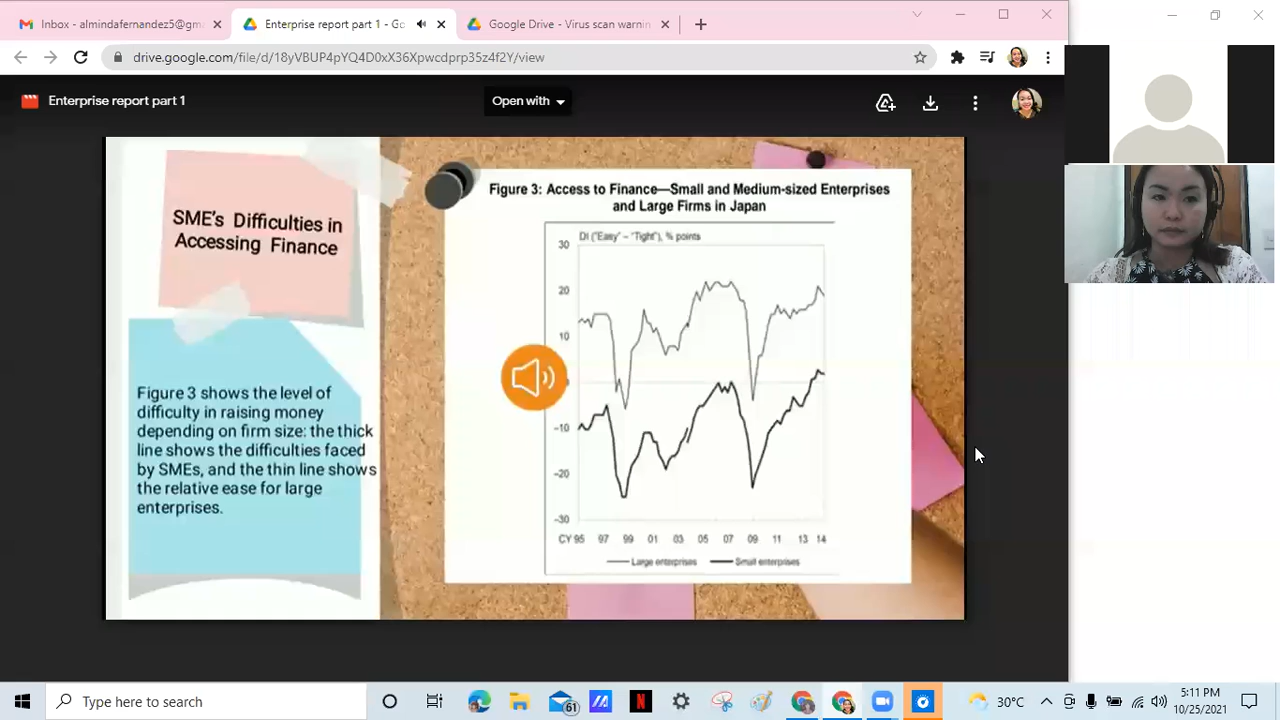 Inbox - almindafernandez5@gm
Enterprise report part 1 - Go
Google Drive - Virus scan warnin
drive.google.com/file/d/18yVBUP4pYQ4D0xX36Xpwcdprp35z4f2Y/view
Enterprise report part 1
Open with
SME's Difficulties in
Accessing Finance
Figure 3 shows the level of
difficulty in raising money
depending on firm size: the thick
line shows the difficulties faced
by SMEs, and the thin line shows
the relative ease for large
enterprises.
Figure 3: Access to Finance—Small and Medium-sized Enterprises
and Large Firms in Japan
DI ("Easy" – "Tight"), % points
30
20
10
–10
–20
–30
CY 95 97 99 01 03 05 07 09 11 13 14
Large enterprises Small enterprises
Type here to search
61
N
30°C
5:11 PM
10/25/2021